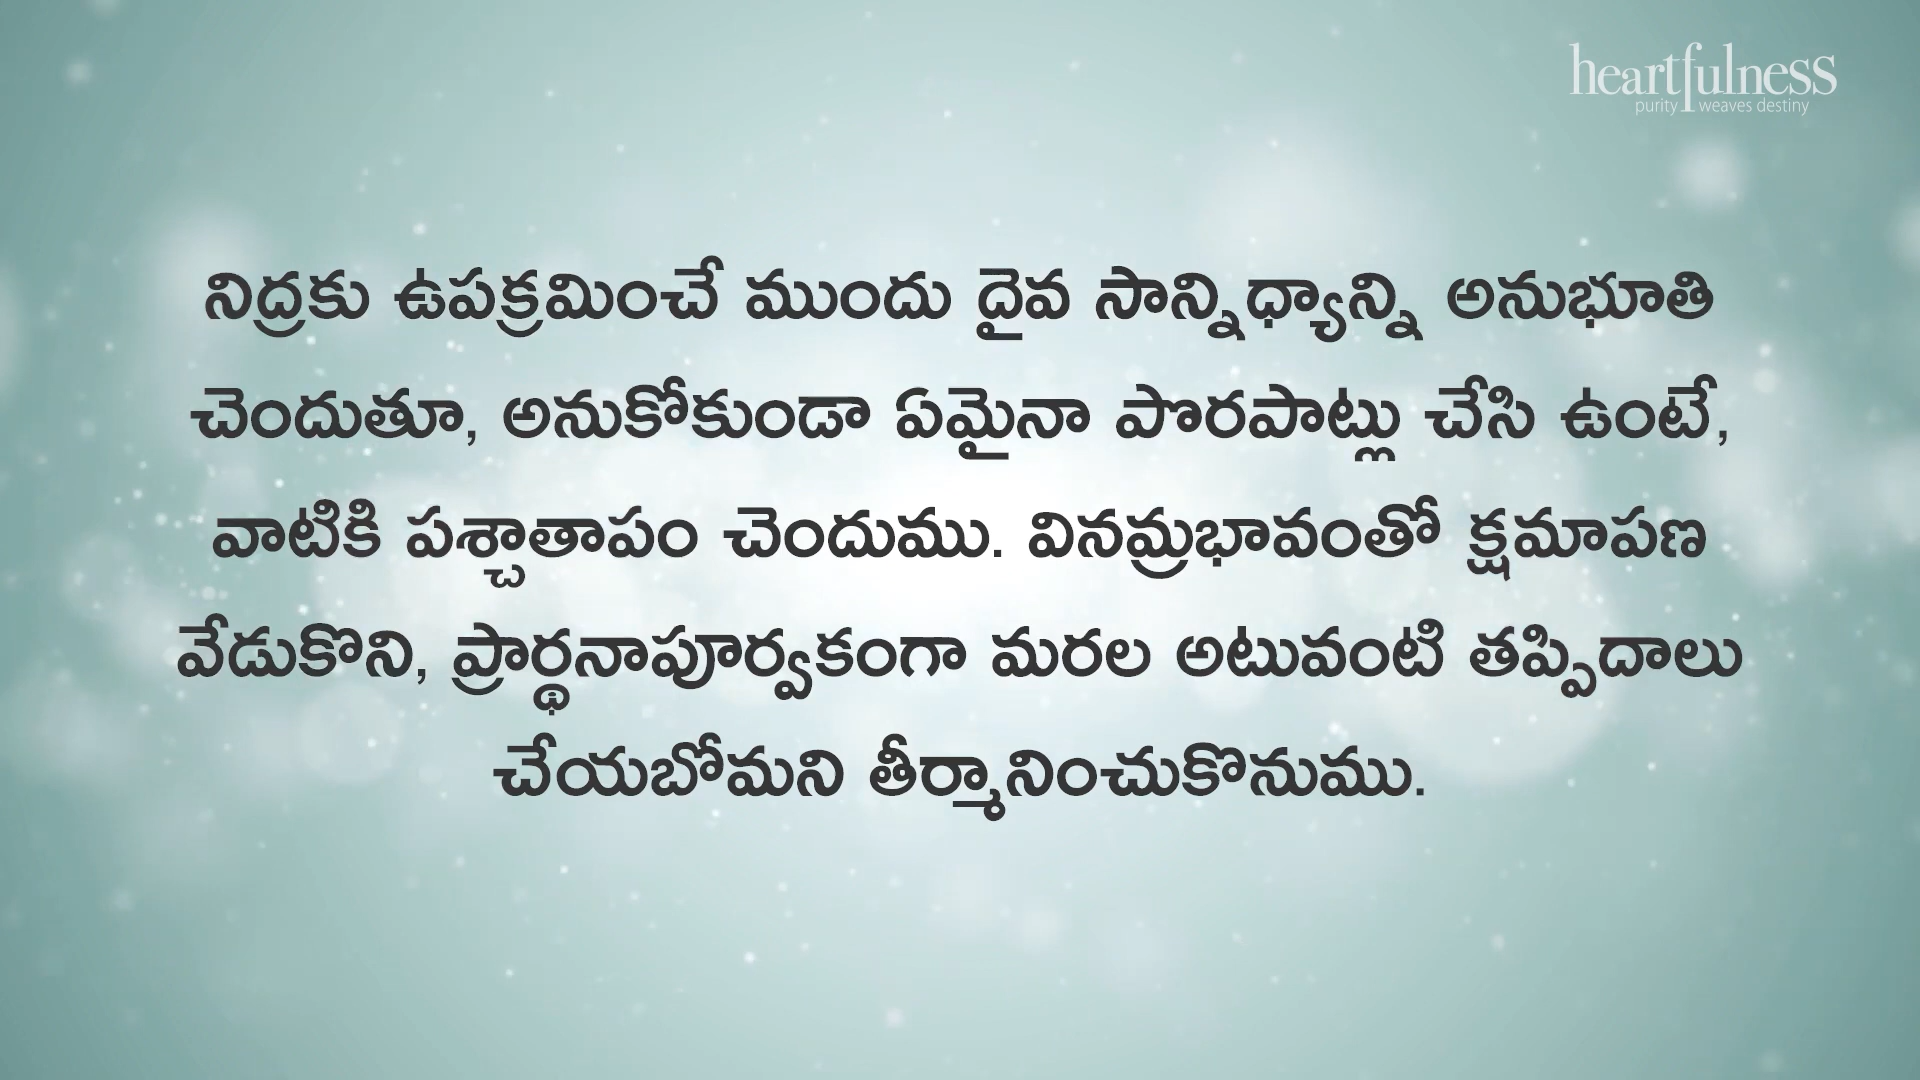 heartfulness
purity weaves destiny
నిద్రకు ఉపక్రమించే ముందు దైవ సాన్నిధ్యాన్ని అనుభూతి
చెందుతూ, అనుకోకుండా ఏమైనా పొరపాట్లు చేసి ఉంటే,
వాటికి పశ్చాతాపం చెందుము. వినమ్రభావంతో క్షమాపణ
వేడుకొని, ప్రార్థనాపూర్వకంగా మరల అటువంటి తప్పిదాలు
చేయబోమని తీర్మానించుకొనుము.